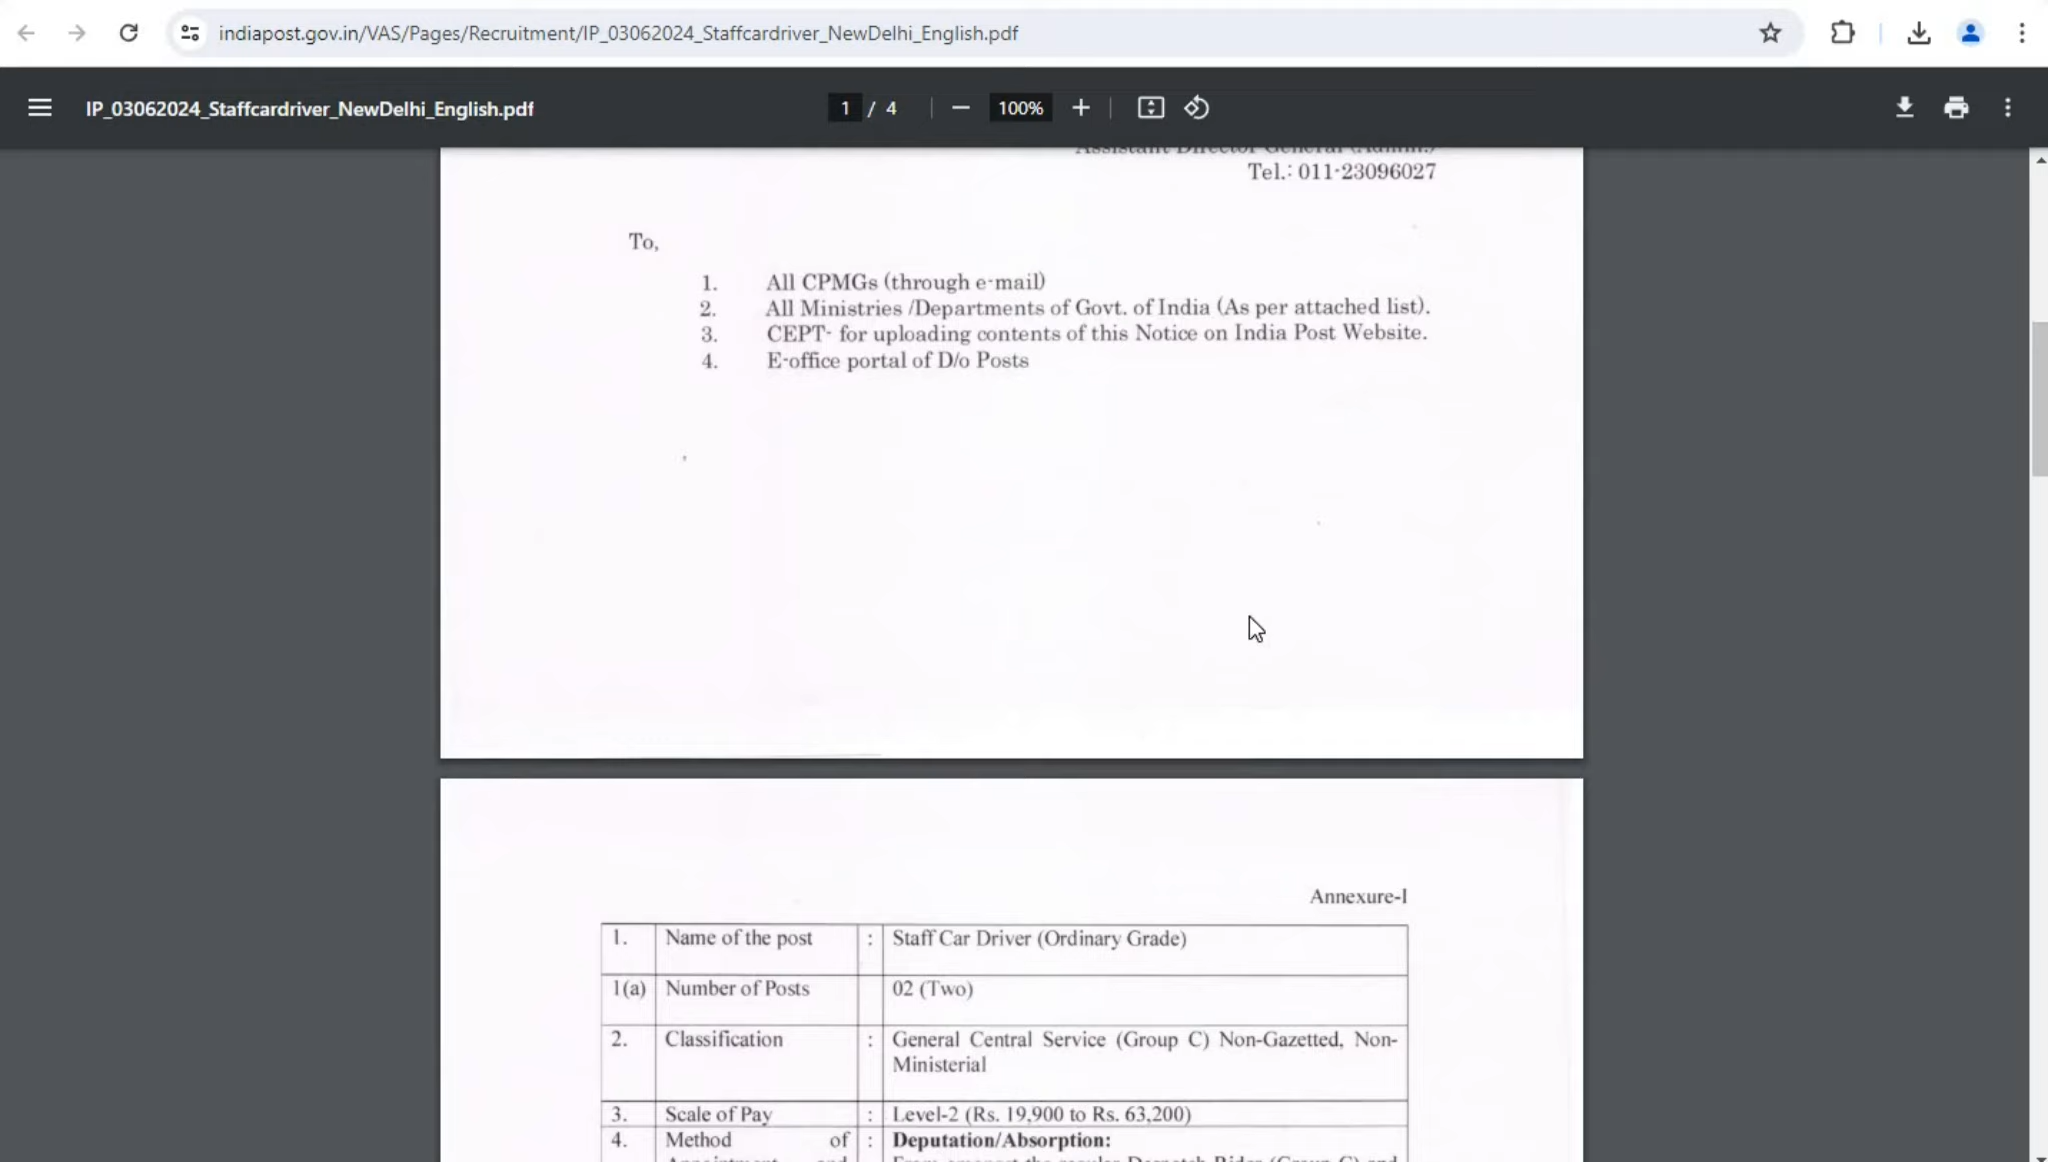 indiapost.gov.in/VAS/Pages/Recruitment/IP_03062024_Staffcardriver_NewDelhi_English.pdf
IP_03062024_Staffcardriver_NewDelhi_English.pdf
1 / 4
100%
Assistant Director General (Admn.)
Tel.: 011-23096027
To,
1. All CPMGs (through e-mail)
2. All Ministries /Departments of Govt. of India (As per attached list).
3. CEPT- for uploading contents of this Notice on India Post Website.
4. E-office portal of D/o Posts
Annexure-I
1. Name of the post : Staff Car Driver (Ordinary Grade)
1(a) Number of Posts 02 (Two)
2. Classification : General Central Service (Group C) Non-Gazetted, Non-
Ministerial
3. Scale of Pay : Level-2 (Rs. 19,900 to Rs. 63,200)
4. Method of : Deputation/Absorption: